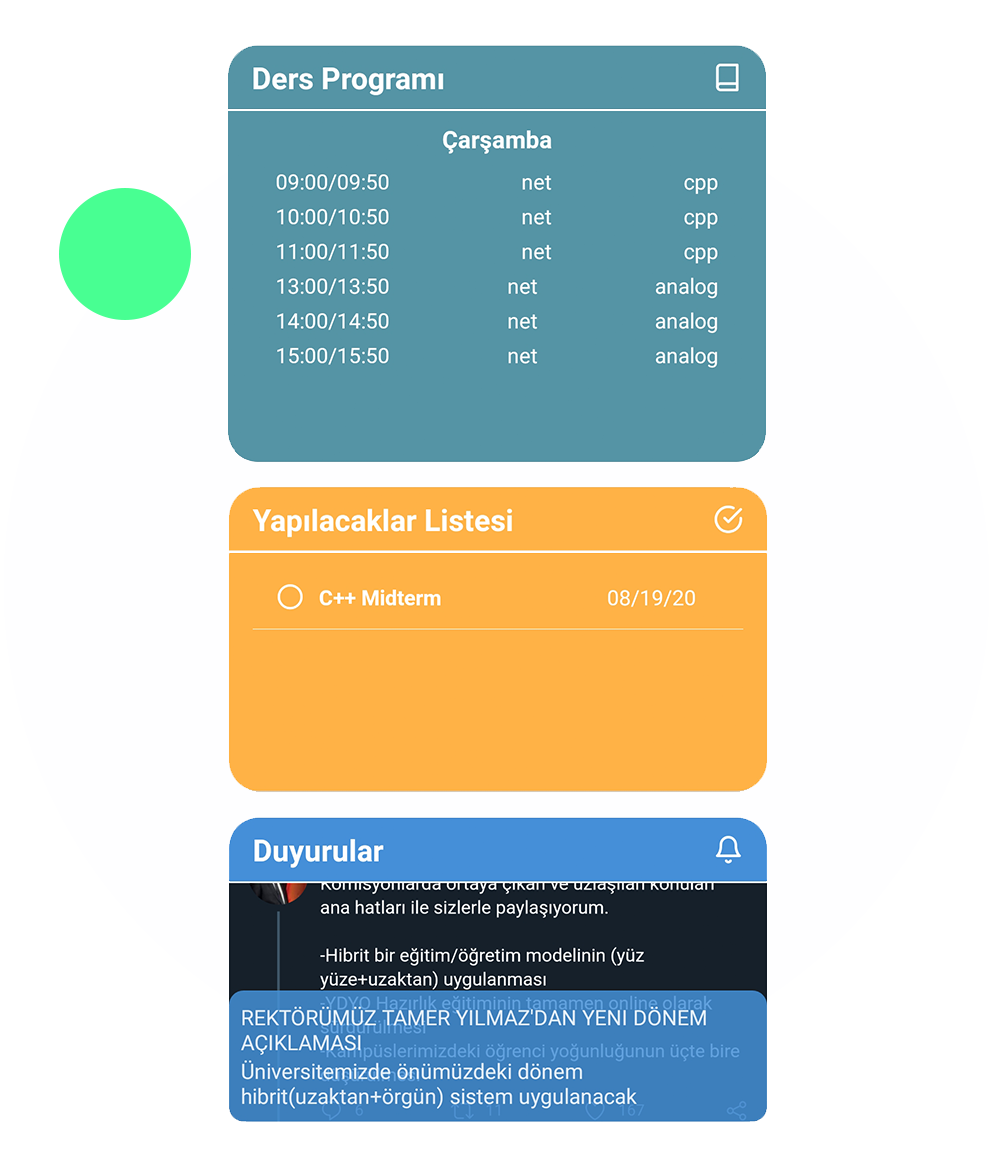 Ders Programı
Çarşamba
09:00/09:50 net cpp
10:00/10:50 net cpp
11:00/11:50 net cpp
13:00/13:50 net analog
14:00/14:50 net analog
15:00/15:50 net analog
Yapılacaklar Listesi
C++ Midterm 08/19/20
Duyurular
Komisyonlarda ortaya çıkan ve uzlaşılan konuları
ana hatları ile sizlerle paylaşıyorum.
-Hibrit bir eğitim/öğretim modelinin (yüz
yüze+uzaktan) uygulanması
-YDYO Hazırlık eğitiminin tamamen online olarak
sürdürülmesi
-Kampüslerimizdeki öğrenci yoğunluğunun üçte bire
REKTÖRÜMÜZ TAMER YILMAZ'DAN YENİ DÖNEM
AÇIKLAMASI
Üniversitemizde önümüzdeki dönem
hibrit(uzaktan+örgün) sistem uygulanacak
6 11 167